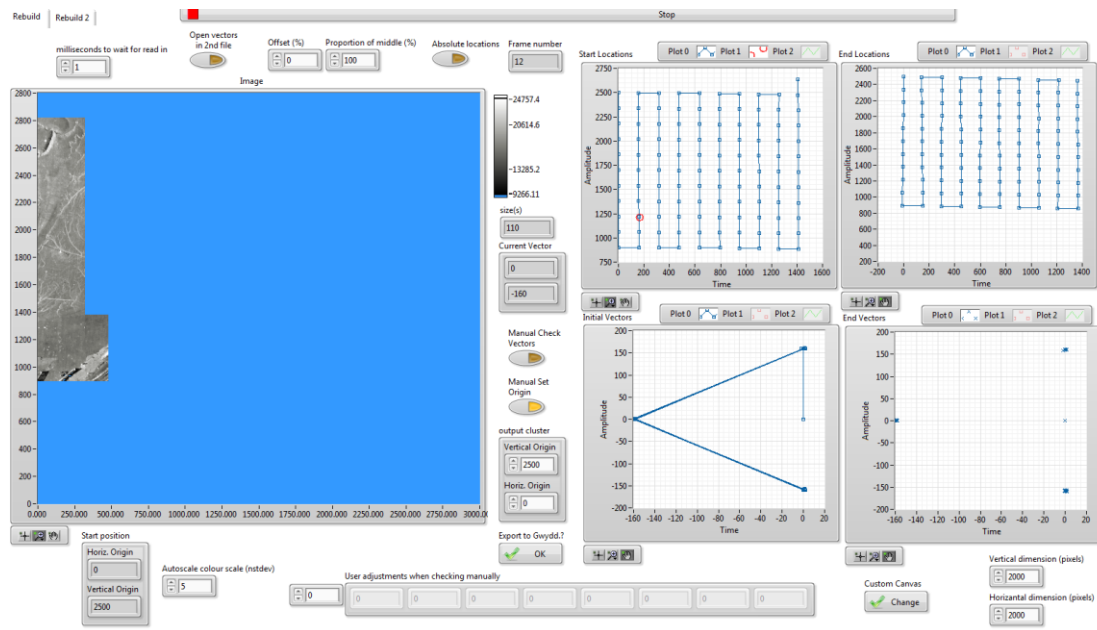 Rebuild
Rebuild 2
Stop
milliseconds to wait for read in
1
Open vectors
in 2nd file
Offset (%)
0
Proportion of middle (%)
100
Absolute locations
Frame number
12
Image
2800
2600
2400
2200
2000
1800
1600
1400
1200
1000
800
600
400
200
0
0.000 250.000 500.000 750.000 1000.000 1250.000 1500.000 1750.000 2000.000 2250.000 2500.000 2750.000 3000.0
24757.4
20614.6
13285.2
9266.11
size(s)
110
Current Vector
0
-160
Manual Check
Vectors
Manual Set
Origin
output cluster
Vertical Origin
2500
Horiz. Origin
0
Export to Gwydd.?
OK
Start Locations
Plot 0 Plot 1 Plot 2
Amplitude
2750
2500
2250
2000
1750
1500
1250
1000
750
0 200 400 600 800 1000 1200 1400 1600
Time
End Locations
Plot 0 Plot 1 Plot 2
Amplitude
2600
2400
2200
2000
1800
1600
1400
1200
1000
800
600
400
200
-200 0 200 400 600 800 1000 1200 1400
Time
Initial Vectors
Plot 0 Plot 1 Plot 2
Amplitude
200
150
100
50
0
-50
-100
-150
-200
-160 -140 -120 -100 -80 -60 -40 -20 0 20
Time
End Vectors
Plot 0 Plot 1 Plot 2
Amplitude
200
150
100
50
0
-50
-100
-150
-200
-160 -140 -120 -100 -80 -60 -40 -20 0 20
Time
Start position
Horiz. Origin
0
Vertical Origin
2500
Autoscale colour scale (nstdev)
5
User adjustments when checking manually
0
0 0 0 0 0 0 0 0
Custom Canvas
Change
Vertical dimension (pixels)
2000
Horizantal dimension (pixels)
2000